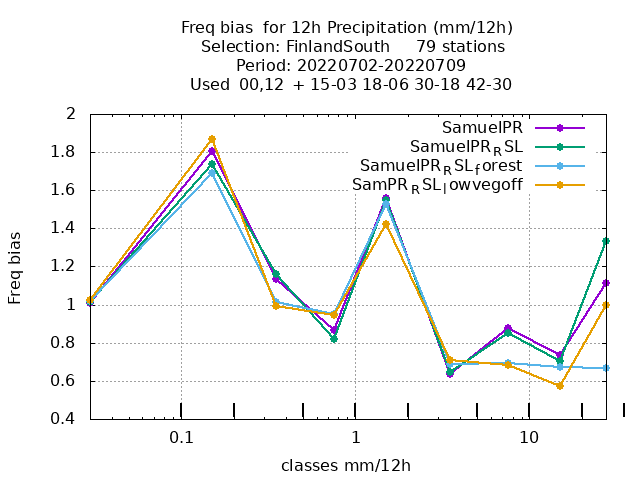 Freq bias  for 12h Precipitation (mm/12h)
Selection: FinlandSouth     79 stations
Period: 20220702-20220709
Used  00,12  + 15-03 18-06 30-18 42-30
SamuelPR
SamuelPR_RSL
SamuelPR_RSL_forest
SamPR_RSL_lowvegoff
2
1.8
1.6
1.4
1.2
1
0.8
0.6
0.4
Freq bias
0.1 1 10
classes mm/12h